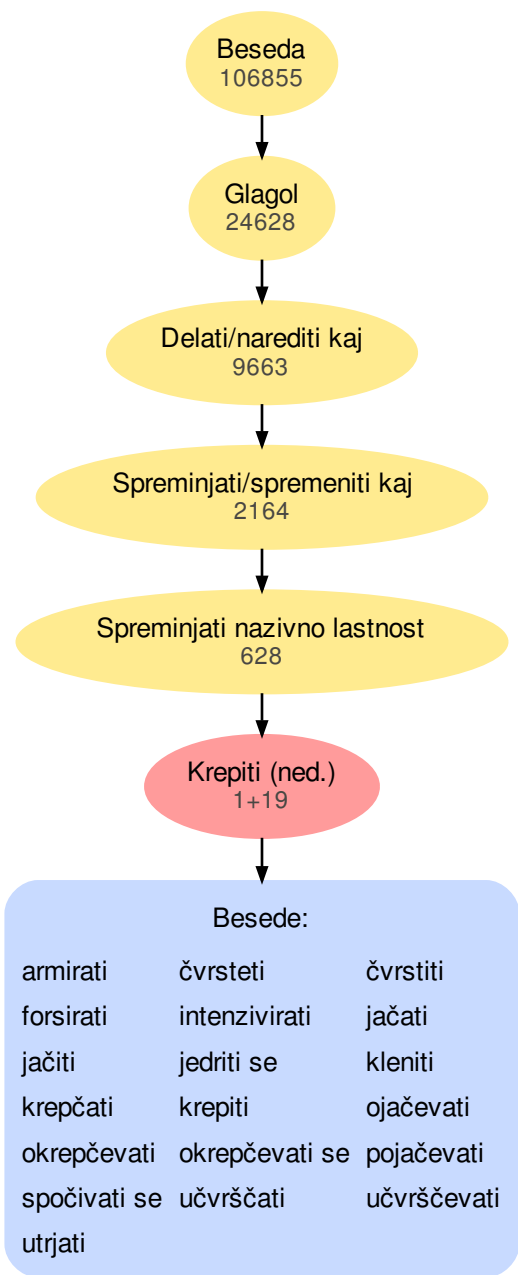 Beseda
106855
Glagol
24628
Delati/narediti kaj
9663
Spreminjati/spremeniti kaj
2164
Spreminjati nazivno lastnost
628
Krepiti (ned.)
1+19
Besede:
armirati čvrsteti čvrstiti
forsirati intenzivirati jačati
jačiti jedriti se kleniti
krepčati krepiti ojačevati
okrepčevati okrepčevati se pojačevati
spočivati se učvrščati učvrščevati
utrjati